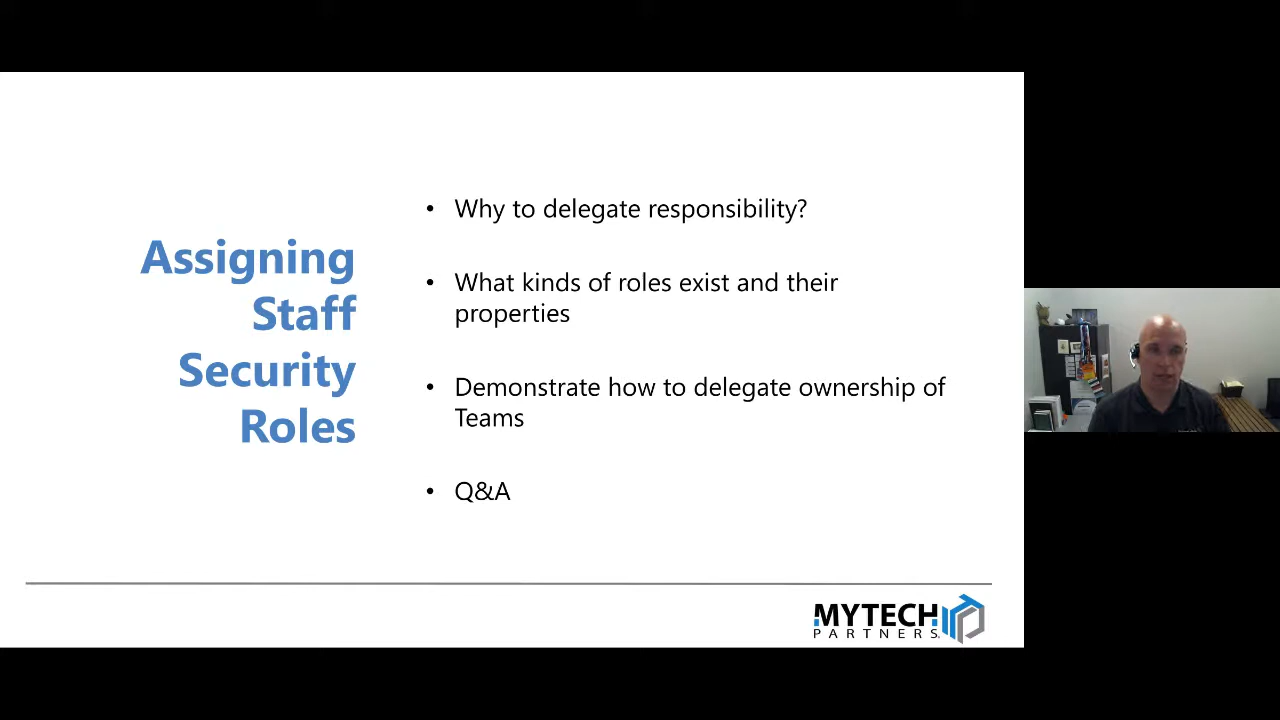 Assigning
Staff
Security
Roles
• Why to delegate responsibility?
• What kinds of roles exist and their
properties
• Demonstrate how to delegate ownership of
Teams
• Q&A
MYTECH
PARTNERS